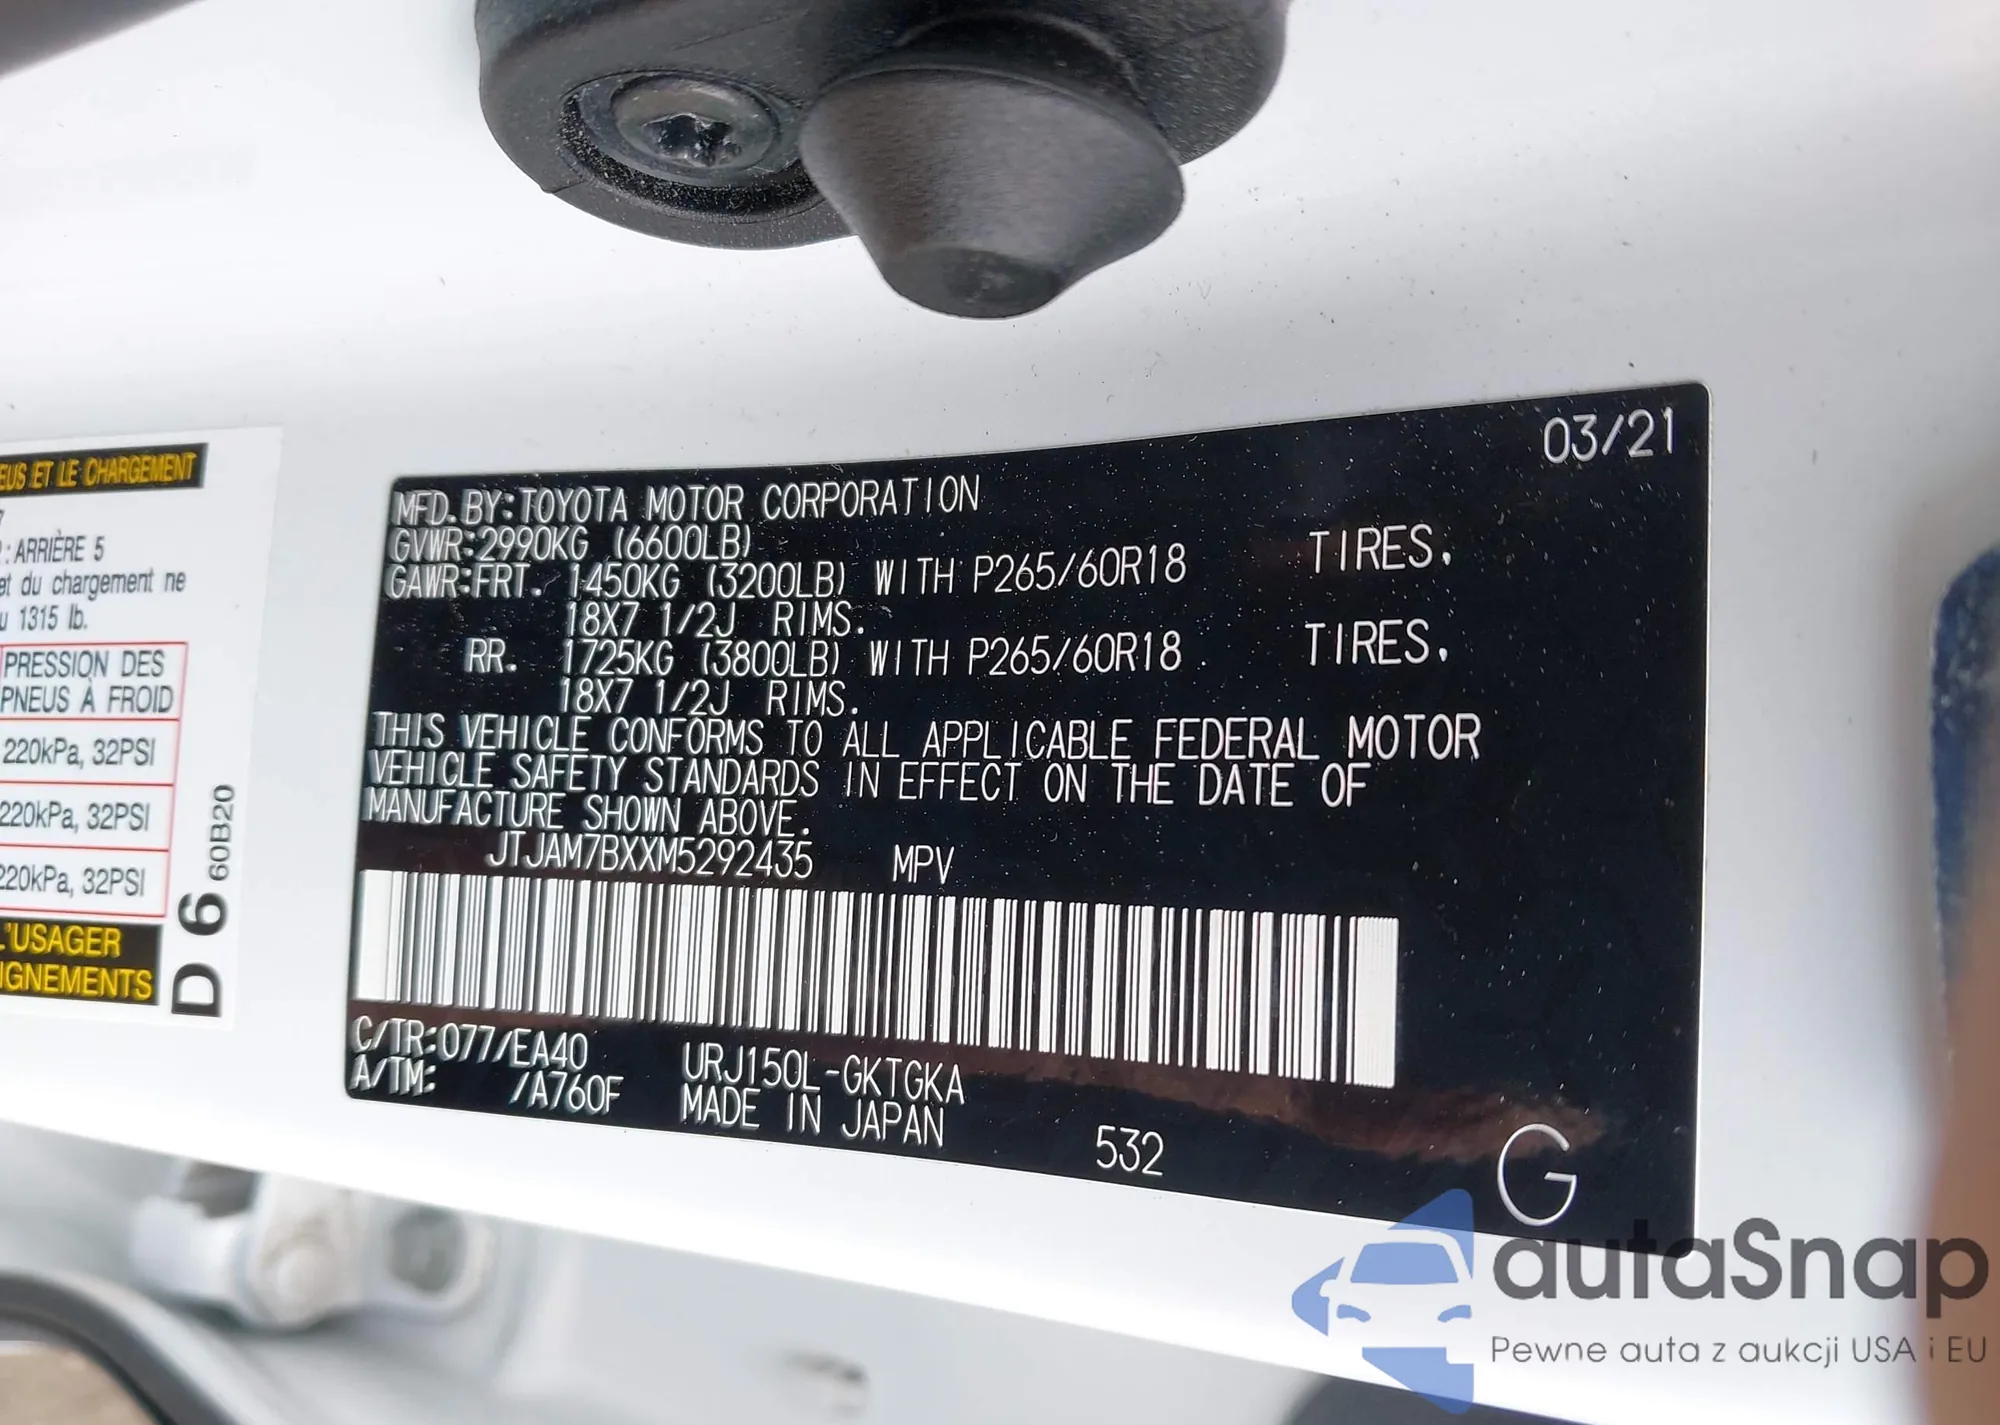 EUS ET LE CHARGEMENT
: ARRIÈRE 5
et du chargement ne
1315 lb.
PRESSION DES
PNEUS À FROID
220kPa, 32PSI
220kPa, 32PSI
220kPa, 32PSI
L'USAGER
IGNEMENTS
D 6 60B20
03/21
MFD. BY: TOYOTA MOTOR CORPORATION
GVWR: 2990KG (6600LB)
GAWR: FRT. 1450KG (3200LB) WITH P265/60R18 TIRES.
18X7 1/2J RIMS.
RR. 1725KG (3800LB) WITH P265/60R18 TIRES.
18X7 1/2J RIMS.
THIS VEHICLE CONFORMS TO ALL APPLICABLE FEDERAL MOTOR
VEHICLE SAFETY STANDARDS IN EFFECT ON THE DATE OF
MANUFACTURE SHOWN ABOVE.
JTJAM7BXXM5292435 MPV
C/TR: 077/EA40 URJ150L-GKTGKA
A/TM: /A760F MADE IN JAPAN
532
G
autaSnap
Pewne auta z aukcji USA i EU